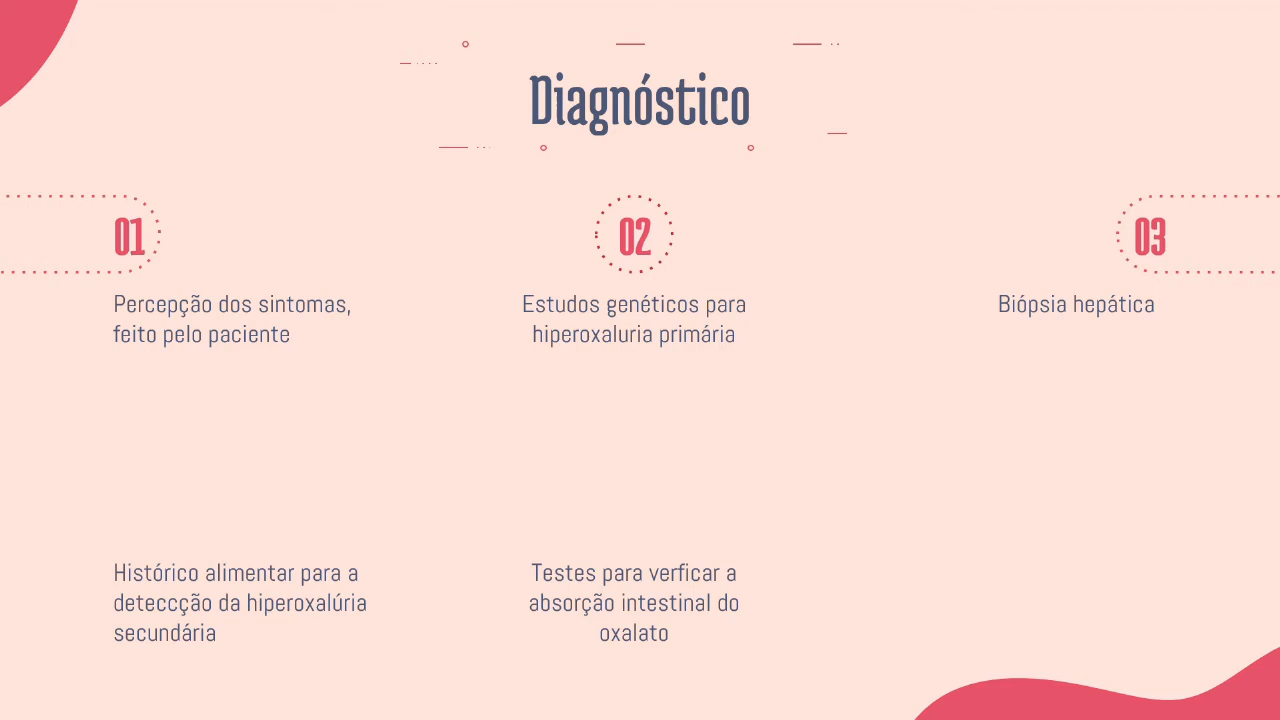 Diagnóstico
01
Percepção dos sintomas,
feito pelo paciente
02
Estudos genéticos para
hiperoxaluria primária
03
Biópsia hepática
Histórico alimentar para a
deteccção da hiperoxalúria
secundária
Testes para verficar a
absorção intestinal do
oxalato